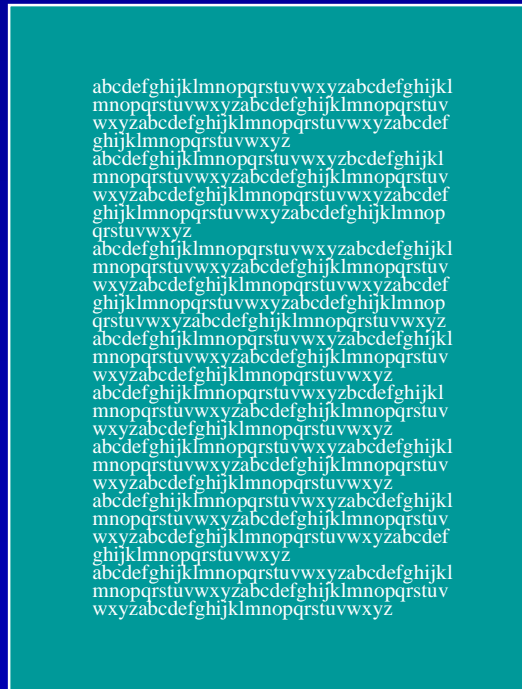 abcdefghijklmnopqrstuvwxyzabcdefghijkl
mnopqrstuvwxyzabcdefghijklmnopqrstuv
wxyzabcdefghijklmnopqrstuvwxyzabcdef
ghijklmnopqrstuvwxyz
abcdefghijklmnopqrstuvwxyzbcdefghijkl
mnopqrstuvwxyzabcdefghijklmnopqrstuv
wxyzabcdefghijklmnopqrstuvwxyzabcdef
ghijklmnopqrstuvwxyzabcdefghijklmnop
qrstuvwxyz
abcdefghijklmnopqrstuvwxyzabcdefghijkl
mnopqrstuvwxyzabcdefghijklmnopqrstuv
wxyzabcdefghijklmnopqrstuvwxyzabcdef
ghijklmnopqrstuvwxyzabcdefghijklmnop
qrstuvwxyzabcdefghijklmnopqrstuvwxyz
abcdefghijklmnopqrstuvwxyzabcdefghijkl
mnopqrstuvwxyzabcdefghijklmnopqrstuv
wxyzabcdefghijklmnopqrstuvwxyz
abcdefghijklmnopqrstuvwxyzbcdefghijkl
mnopqrstuvwxyzabcdefghijklmnopqrstuv
wxyzabcdefghijklmnopqrstuvwxyz
abcdefghijklmnopqrstuvwxyzabcdefghijkl
mnopqrstuvwxyzabcdefghijklmnopqrstuv
wxyzabcdefghijklmnopqrstuvwxyz
abcdefghijklmnopqrstuvwxyzabcdefghijkl
mnopqrstuvwxyzabcdefghijklmnopqrstuv
wxyzabcdefghijklmnopqrstuvwxyzabcdef
ghijklmnopqrstuvwxyz
abcdefghijklmnopqrstuvwxyzabcdefghijkl
mnopqrstuvwxyzabcdefghijklmnopqrstuv
wxyzabcdefghijklmnopqrstuvwxyz